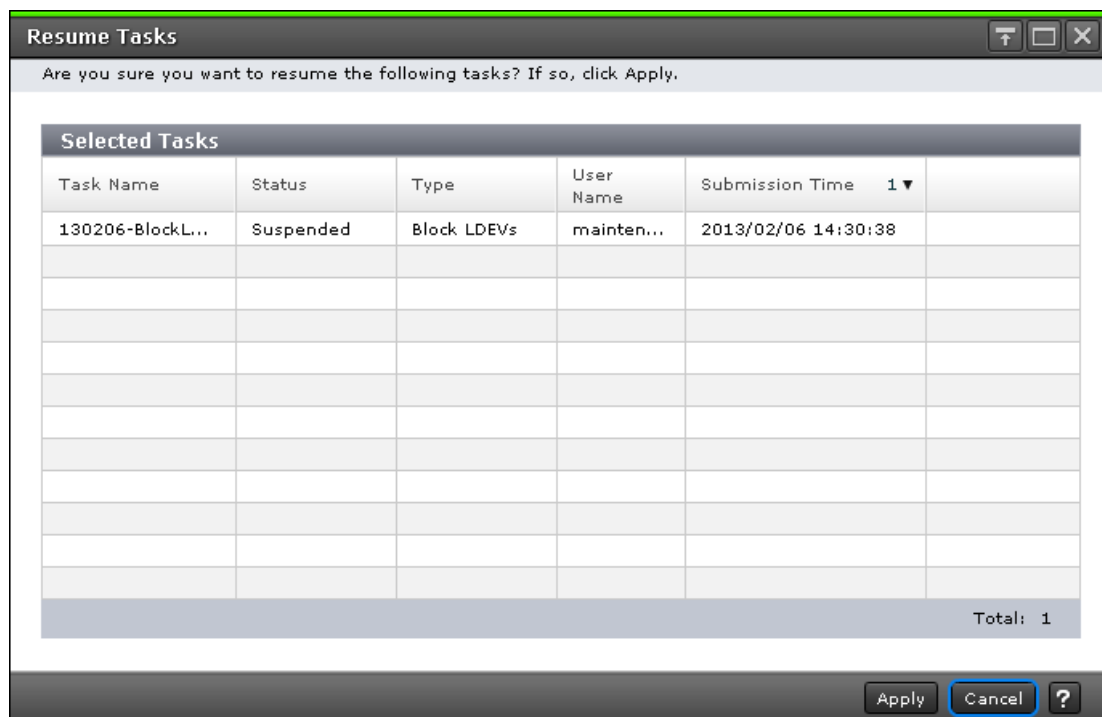 Resume Tasks
Are you sure you want to resume the following tasks? If so, click Apply.
Selected Tasks
Task Name Status Type User Name Submission Time 1▼
130206-BlockL... Suspended Block LDEVs mainten... 2013/02/06 14:30:38
Total: 1
Apply Cancel ?